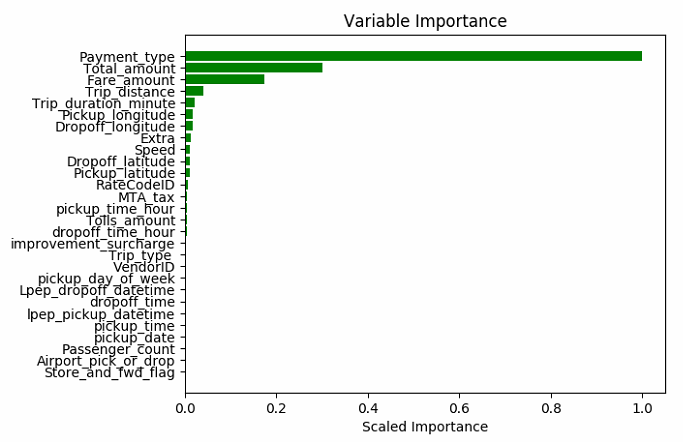 Variable Importance
Payment_type
Total_amount
Fare_amount
Trip_distance
Trip_duration_minute
Pickup_longitude
Dropoff_longitude
Extra
Speed
Dropoff_latitude
Pickup_latitude
RateCodeID
MTA_tax
pickup_time_hour
Tolls_amount
dropoff_time_hour
improvement_surcharge
Trip_type
VendorID
pickup_day_of_week
Lpep_dropoff_datetime
dropoff_time
lpep_pickup_datetime
pickup_time
pickup_date
Passenger_count
Airport_pick_or_drop
Store_and_fwd_flag
0.0 0.2 0.4 0.6 0.8 1.0
Scaled Importance